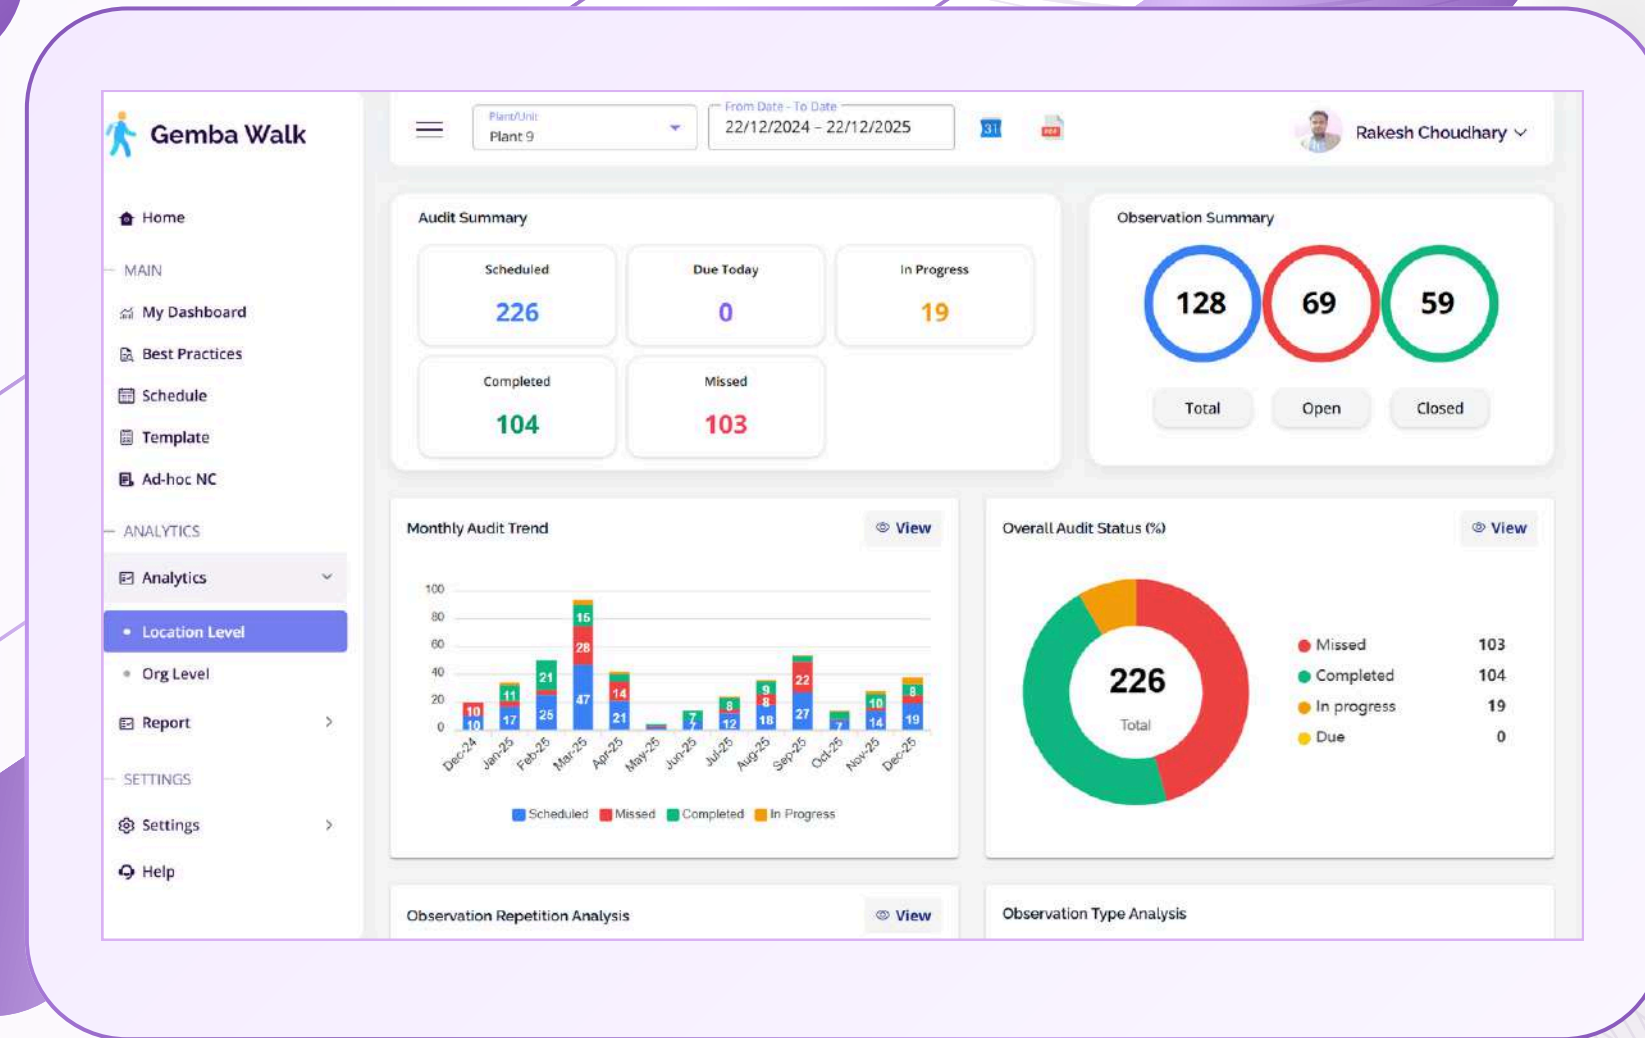 Gemba Walk
Home
MAIN
My Dashboard
Best Practices
Schedule
Template
Ad-hoc NC
ANALYTICS
Analytics
Location Level
Org Level
Report
SETTINGS
Settings
Help
Plant/Unit
Plant 9
From Date - To Date
22/12/2024 – 22/12/2025
31
PDF
Rakesh Choudhary
Audit Summary
Scheduled
226
Due Today
0
In Progress
19
Completed
104
Missed
103
Observation Summary
128 69 59
Total Open Closed
Monthly Audit Trend
View
100
80
60
40
20
0
10 10
17 11
25 21
47 28 15
21 14
7 7
12 8
18 8 9
27 22
7
14 10
19 8
Dec-24 Jan-25 Feb-25 Mar-25 Apr-25 May-25 Jun-25 Jul-25 Aug-25 Sep-25 Oct-25 Nov-25 Dec-25
Scheduled Missed Completed In Progress
Overall Audit Status (%)
View
226
Total
Missed 103
Completed 104
In progress 19
Due 0
Observation Repetition Analysis
View
Observation Type Analysis